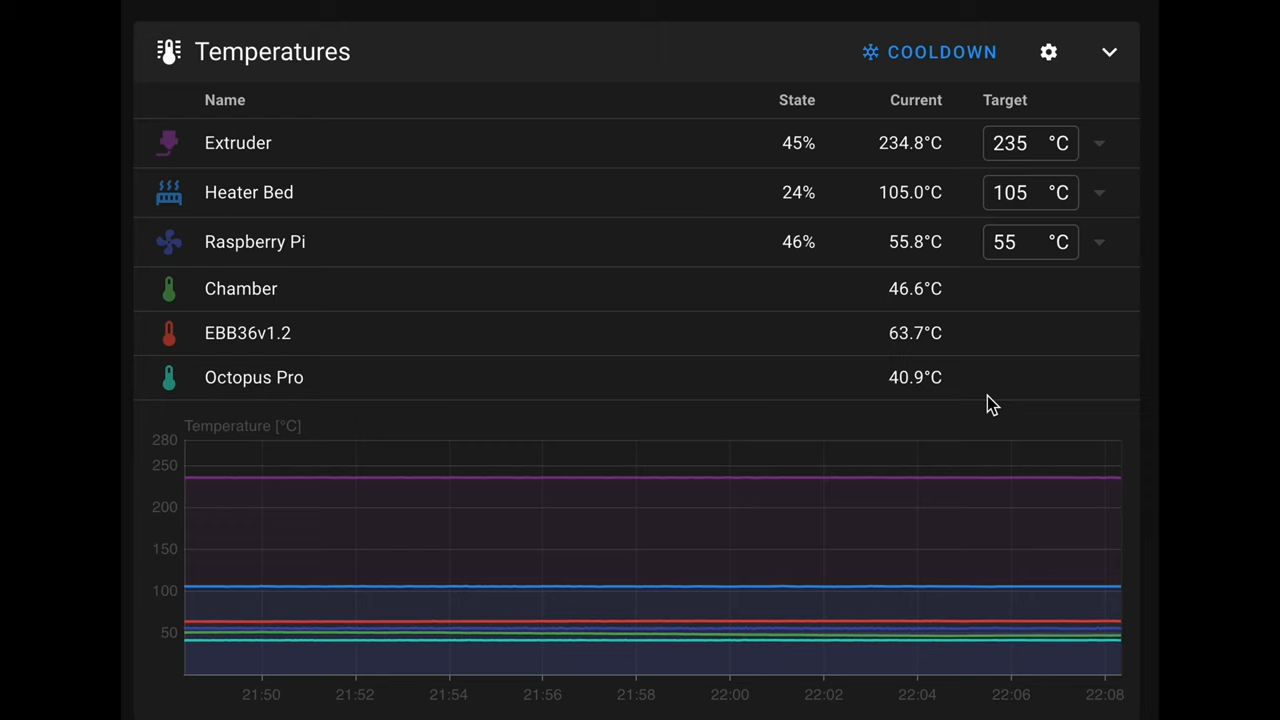 Temperatures COOLDOWN
Name State Current Target
Extruder 45% 234.8°C 235 °C
Heater Bed 24% 105.0°C 105 °C
Raspberry Pi 46% 55.8°C 55 °C
Chamber 46.6°C
EBB36v1.2 63.7°C
Octopus Pro 40.9°C
Temperature [°C]
280
250
200
150
100
50
21:50 21:52 21:54 21:56 21:58 22:00 22:02 22:04 22:06 22:08